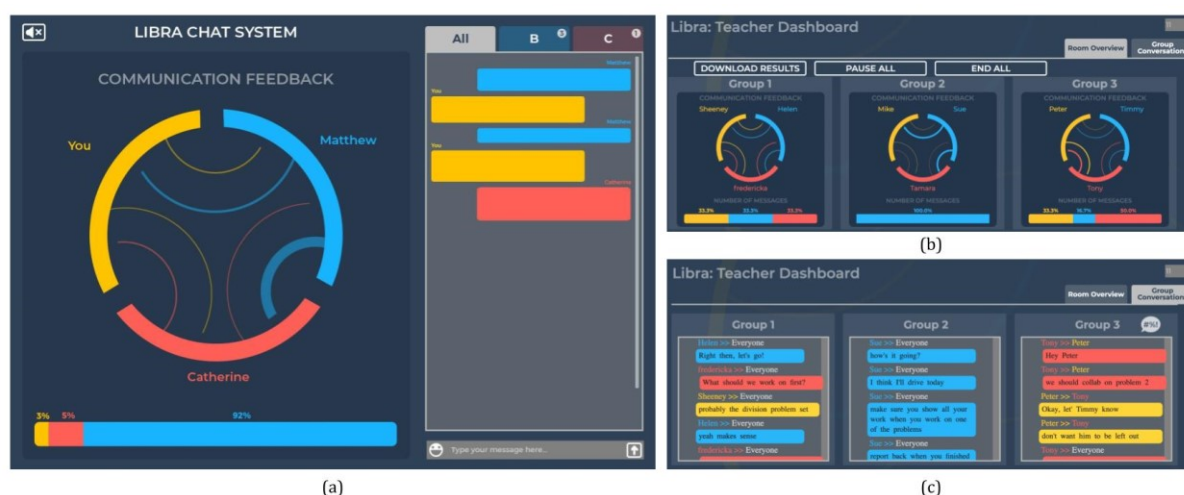 LIBRA CHAT SYSTEM
COMMUNICATION FEEDBACK
You
Matthew
Catherine
3%
5%
92%
All
B
3
C
1
Matthew
You
Matthew
You
Catherine
Type your message here..
(a)
Libra: Teacher Dashboard
Room Overview
Group
Conversation
DOWNLOAD RESULTS
PAUSE ALL
END ALL
Group 1
COMMUNICATION FEEDBACK
Sheeney
Helen
fredericka
NUMBER OF MESSAGES
33.3%
33.3%
33.3%
Group 2
COMMUNICATION FEEDBACK
Mike
Sue
Tamara
NUMBER OF MESSAGES
100.0%
Group 3
COMMUNICATION FEEDBACK
Peter
Timmy
Tony
NUMBER OF MESSAGES
33.3%
16.7%
50.0%
(b)
Libra: Teacher Dashboard
Room Overview
Group
Conversation
Group 1
Helen >> Everyone
Right then, let's go!
fredericka >> Everyone
What should we work on first?
Sheeney >> Everyone
probably the division problem set
Helen >> Everyone
yeah makes sense
fredericka >> Everyone
Group 2
Sue >> Everyone
how's it going?
Sue >> Everyone
I think I'll drive today
Sue >> Everyone
make sure you show all your
work when you work on one
of the problems
Sue >> Everyone
report back when you finished
Group 3
#%!
Tony >> Peter
Hey Peter
Tony >> Peter
we should collab on problem 2
Peter >> Tony
Okay, let' Timmy know
Peter >> Tony
don't want him to be left out
Tony >> Everyone
(c)